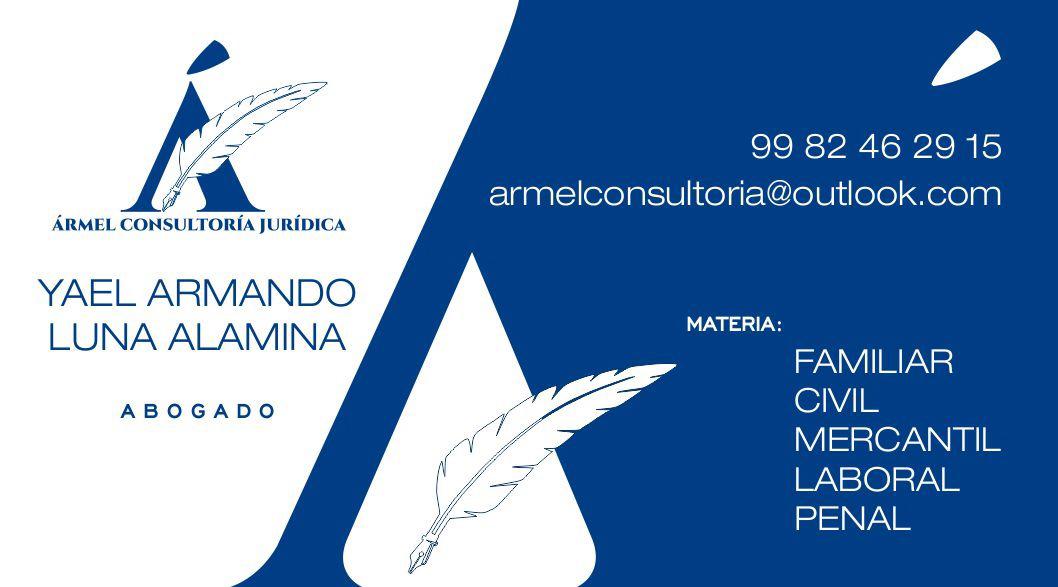 ÁRMEL CONSULTORÍA JURÍDICA
YAEL ARMANDO
LUNA ALAMINA
ABOGADO
99 82 46 29 15
armelconsultoria@outlook.com
MATERIA:
FAMILIAR
CIVIL
MERCANTIL
LABORAL
PENAL